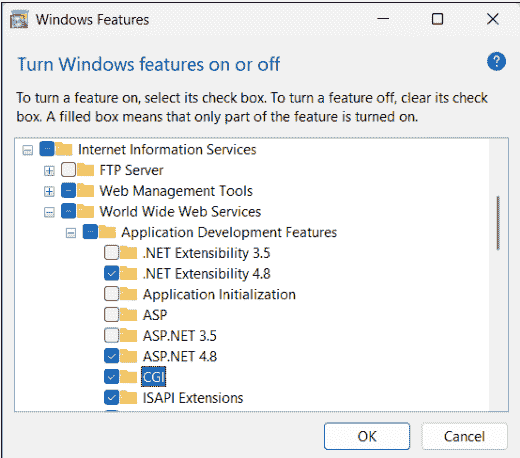 Windows Features
Turn Windows features on or off
?
To turn a feature on, select its check box. To turn a feature off, clear its check
box. A filled box means that only part of the feature is turned on.
Internet Information Services
FTP Server
Web Management Tools
World Wide Web Services
Application Development Features
.NET Extensibility 3.5
.NET Extensibility 4.8
Application Initialization
ASP
ASP.NET 3.5
ASP.NET 4.8
CGI
ISAPI Extensions
OK
Cancel